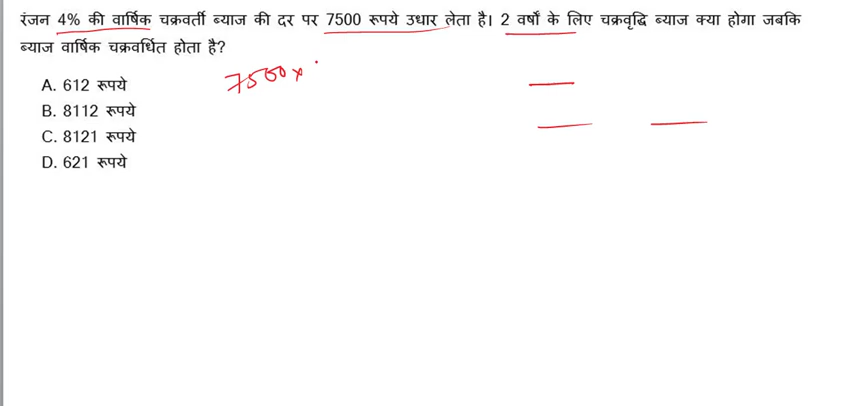 रंजन 4% की वार्षिक चक्रवर्ती ब्याज की दर पर 7500 रूपये उधार लेता है। 2 वर्षों के लिए चक्रवृद्धि ब्याज क्या होगा जबकि
ब्याज वार्षिक चक्रवर्धित होता है?
7500 x
A. 612 रूपये
B. 8112 रूपये
C. 8121 रूपये
D. 621 रूपये